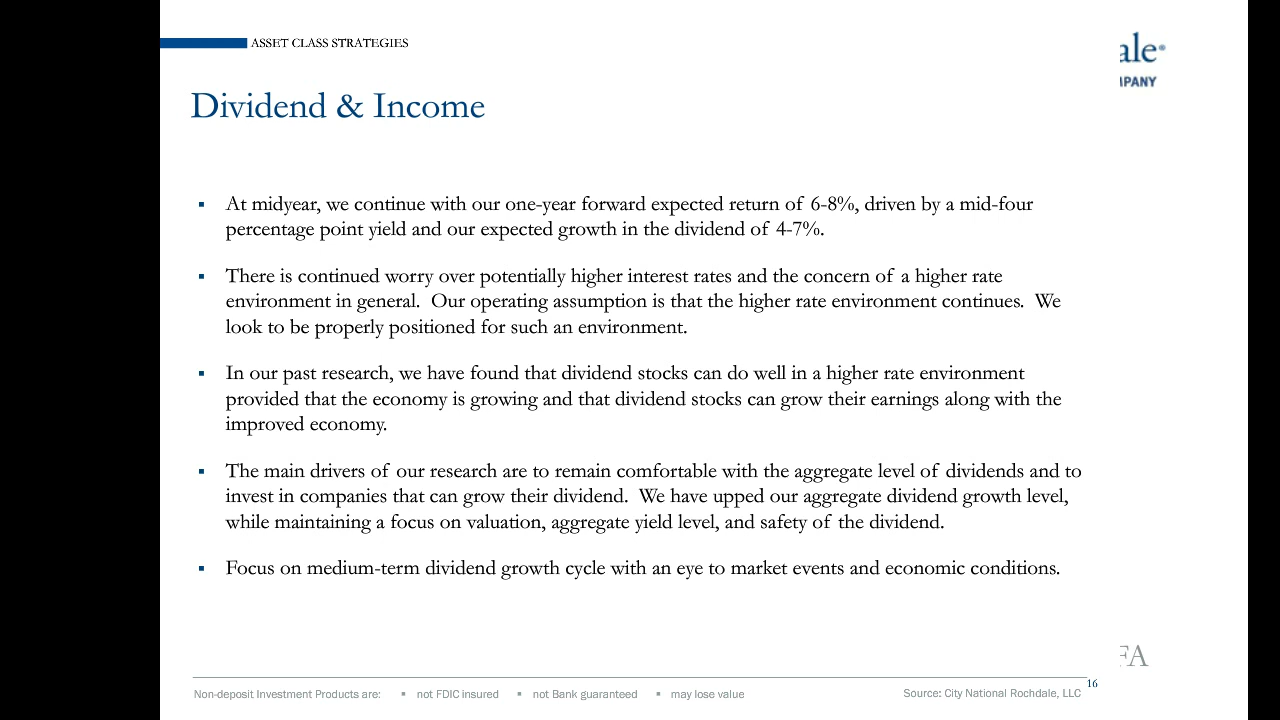 ASSET CLASS STRATEGIES
ale®
Dividend & Income
▪ At midyear, we continue with our one-year forward expected return of 6-8%, driven by a mid-four
percentage point yield and our expected growth in the dividend of 4-7%.
▪ There is continued worry over potentially higher interest rates and the concern of a higher rate
environment in general. Our operating assumption is that the higher rate environment continues. We
look to be properly positioned for such an environment.
▪ In our past research, we have found that dividend stocks can do well in a higher rate environment
provided that the economy is growing and that dividend stocks can grow their earnings along with the
improved economy.
▪ The main drivers of our research are to remain comfortable with the aggregate level of dividends and to
invest in companies that can grow their dividend. We have upped our aggregate dividend growth level,
while maintaining a focus on valuation, aggregate yield level, and safety of the dividend.
▪ Focus on medium-term dividend growth cycle with an eye to market events and economic conditions.
FA
Non-deposit Investment Products are: ▪ not FDIC insured ▪ not Bank guaranteed ▪ may lose value
Source: City National Rochdale, LLC
16